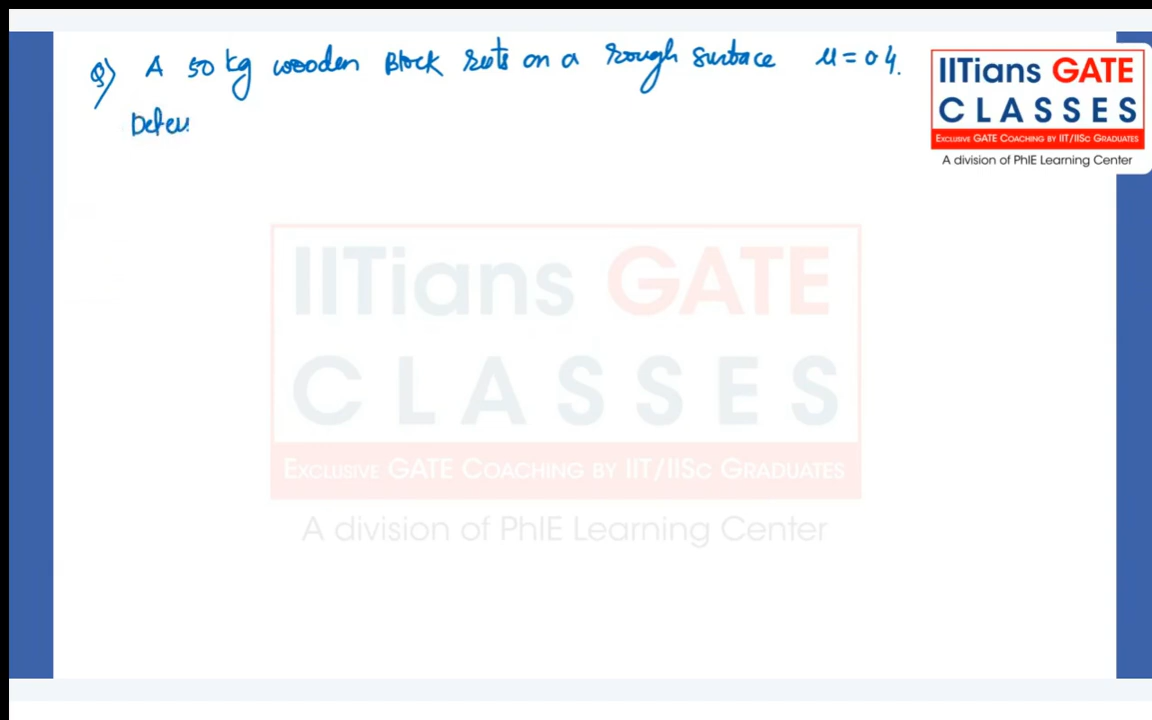 Q) A 50 kg wooden Block rests on a rough surface μ = 0.4.
Deter
IITians GATE
CLASSES
EXCLUSIVE GATE COACHING BY IIT/IISc GRADUATES
A division of PhIE Learning Center
IITians GATE
CLASSES
EXCLUSIVE GATE COACHING BY IIT/IISc GRADUATES
A division of PhIE Learning Center